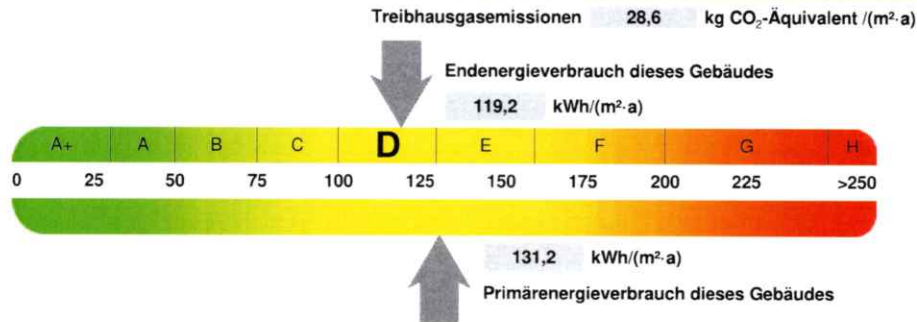 Treibhausgasemissionen 28,6 kg CO₂-Äquivalent /(m²·a)
Endenergieverbrauch dieses Gebäudes
119,2 kWh/(m²·a)
A+ A B C D E F G H
0 25 50 75 100 125 150 175 200 225 >250
131,2 kWh/(m²·a)
Primärenergieverbrauch dieses Gebäudes